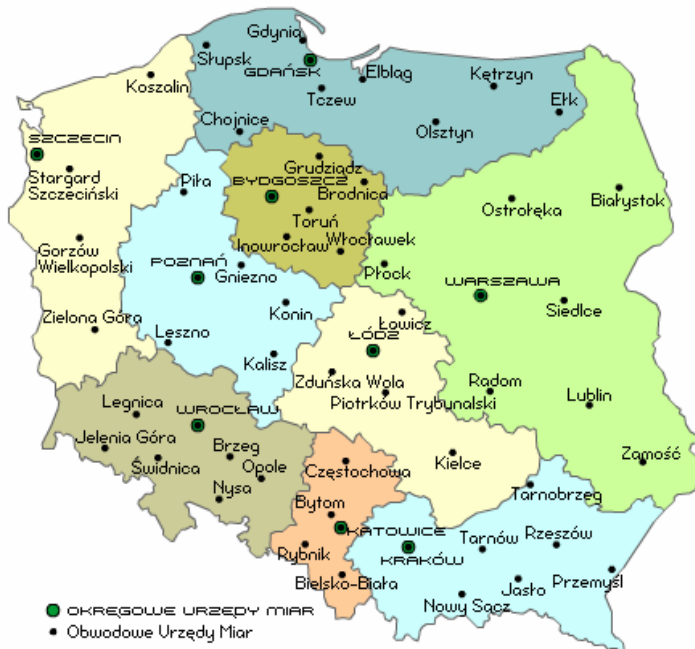 Gdynia
Słupsk
GDAŃSK
Elbląg
Kętrzyn
Koszalin
Tczew
Ełk
Chojnice
Olsztyn
SZCZECIN
Grudziądz
Stargard
Szczeciński
Piła
BYDGOSZCZ
Brodnica
Białystok
Ostrołęka
Toruń
Inowrocław
Włocławek
Gorzów
Wielkopolski
POZNAŃ
Gniezno
Płock
WARSZAWA
Siedlce
Konin
Zielona Góra
Łowicz
Leszno
ŁÓDŹ
Kalisz
Zduńska Wola
Radom
Piotrków Trybunalski
Lublin
Legnica
WROCŁAW
Jelenia Góra
Brzeg
Świdnica
Opole
Częstochowa
Kielce
Zamość
Nysa
Tarnobrzeg
Bytom
KATOWICE
Rybnik
KRAKÓW
Tarnów
Rzeszów
Bielsko-Biała
Jasło
Przemyśl
Nowy Sącz
OKRĘGOWE URZĘDY MIAR
Obwodowe Urzędy Miar